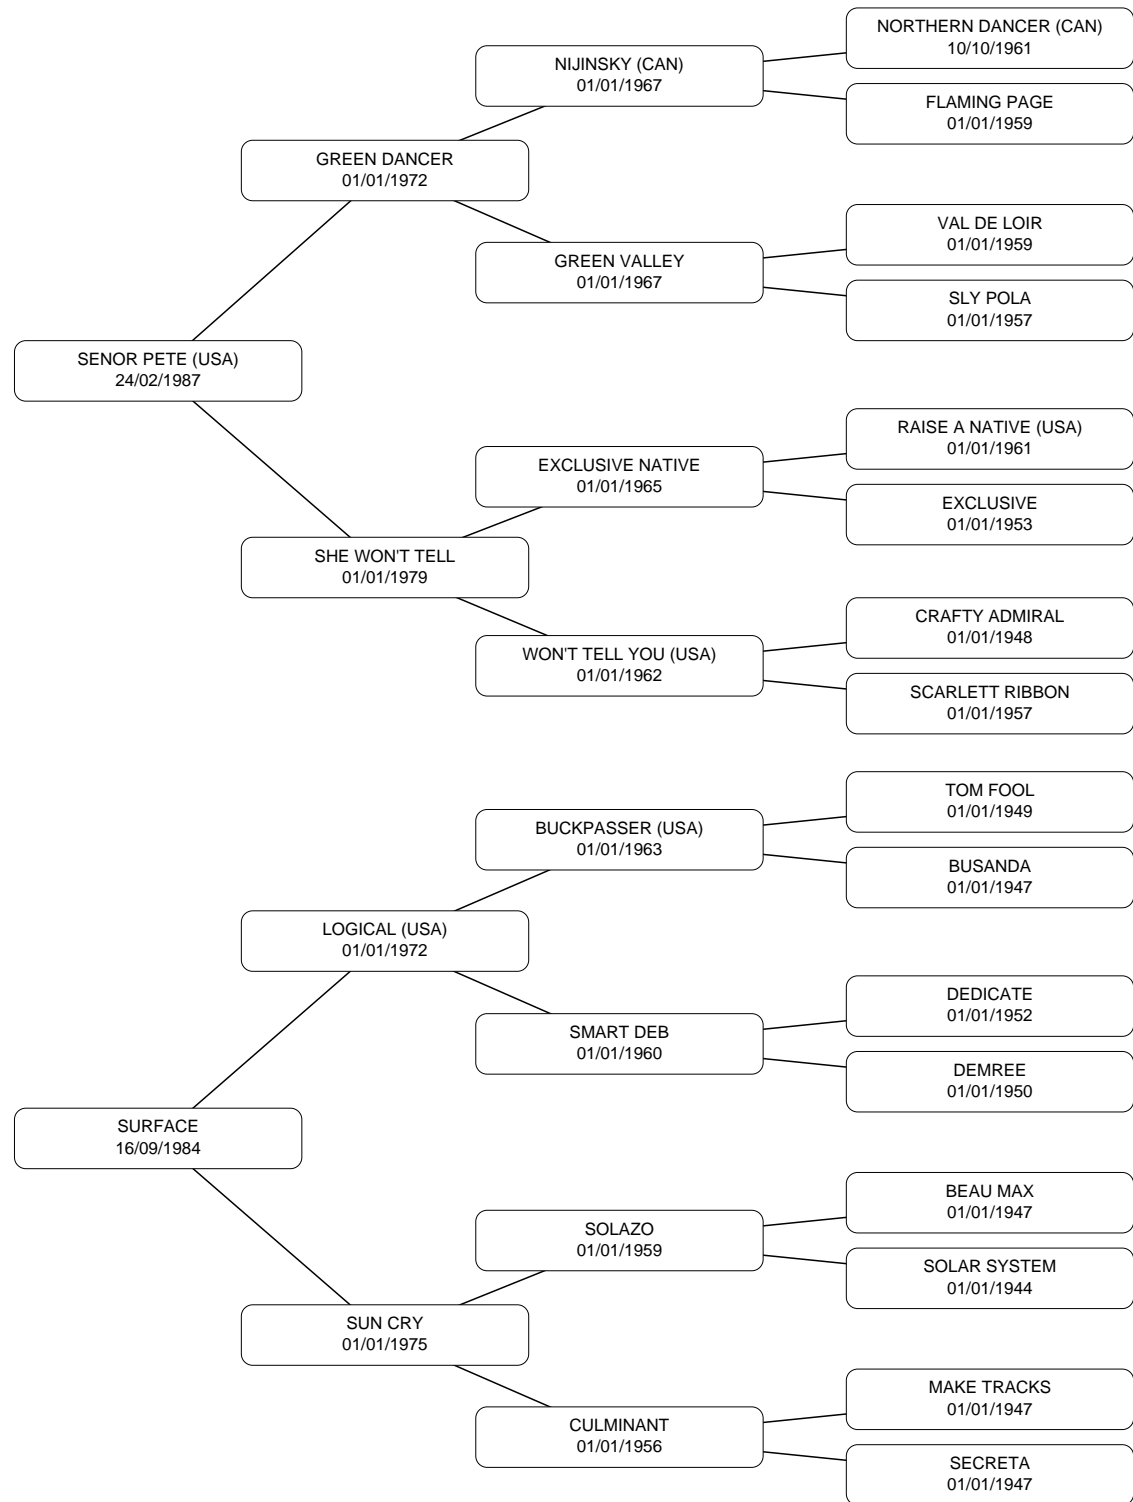 NORTHERN DANCER (CAN)
10/10/1961
NIJINSKY (CAN)
01/01/1967
FLAMING PAGE
01/01/1959
GREEN DANCER
01/01/1972
VAL DE LOIR
01/01/1959
GREEN VALLEY
01/01/1967
SLY POLA
01/01/1957
SENOR PETE (USA)
24/02/1987
RAISE A NATIVE (USA)
01/01/1961
EXCLUSIVE NATIVE
01/01/1965
EXCLUSIVE
01/01/1953
SHE WON'T TELL
01/01/1979
CRAFTY ADMIRAL
01/01/1948
WON'T TELL YOU (USA)
01/01/1962
SCARLETT RIBBON
01/01/1957
TOM FOOL
01/01/1949
BUCKPASSER (USA)
01/01/1963
BUSANDA
01/01/1947
LOGICAL (USA)
01/01/1972
DEDICATE
01/01/1952
SMART DEB
01/01/1960
DEMREE
01/01/1950
SURFACE
16/09/1984
BEAU MAX
01/01/1947
SOLAZO
01/01/1959
SOLAR SYSTEM
01/01/1944
SUN CRY
01/01/1975
MAKE TRACKS
01/01/1947
CULMINANT
01/01/1956
SECRETA
01/01/1947